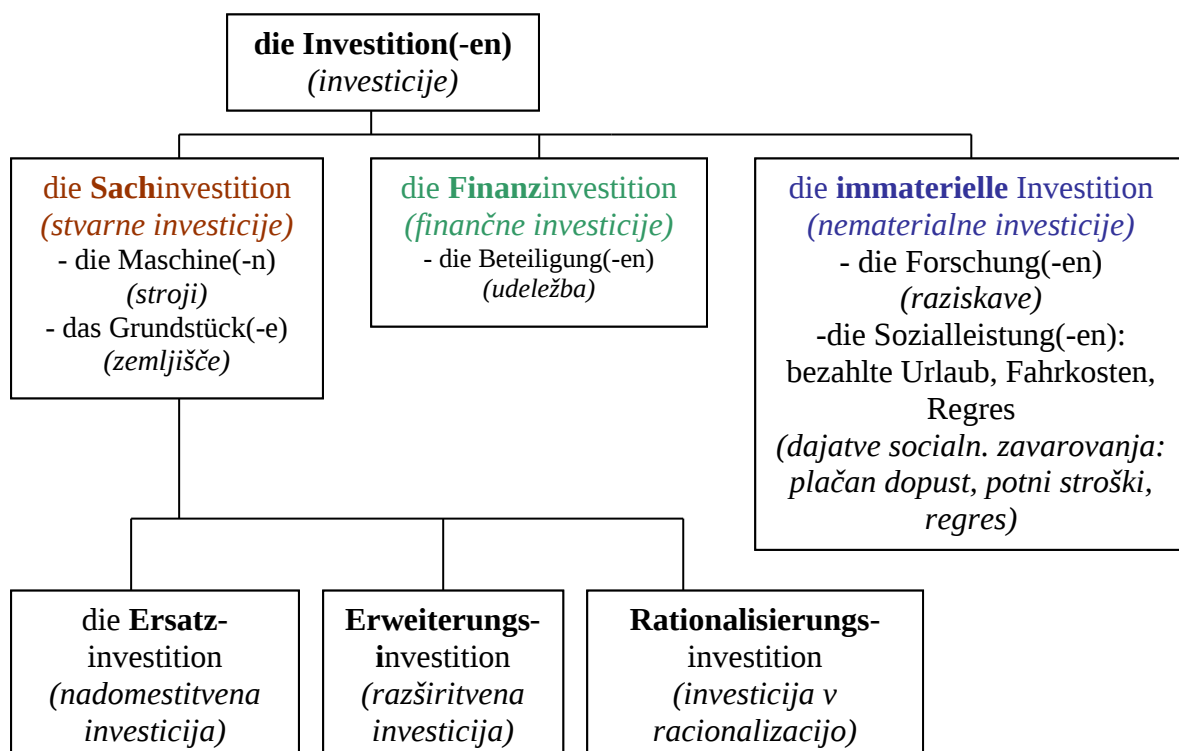 die Investition(-en)
(investicije)
die Sachinvestition
(stvarne investicije)
- die Maschine(-n)
(stroji)
- das Grundstück(-e)
(zemljišče)
die Finanzinvestition
(finančne investicije)
- die Beteiligung(-en)
(udeležba)
die immaterielle Investition
(nematerialne investicije)
- die Forschung(-en)
(raziskave)
-die Sozialleistung(-en):
bezahlte Urlaub, Fahrkosten,
Regres
(dajatve socialn. zavarovanja:
plačan dopust, potni stroški,
regres)
die Ersatz-
investition
(nadomestitvena
investicija)
Erweiterungs-
investition
(razširitvena
investicija)
Rationalisierungs-
investition
(investicija v
racionalizacijo)